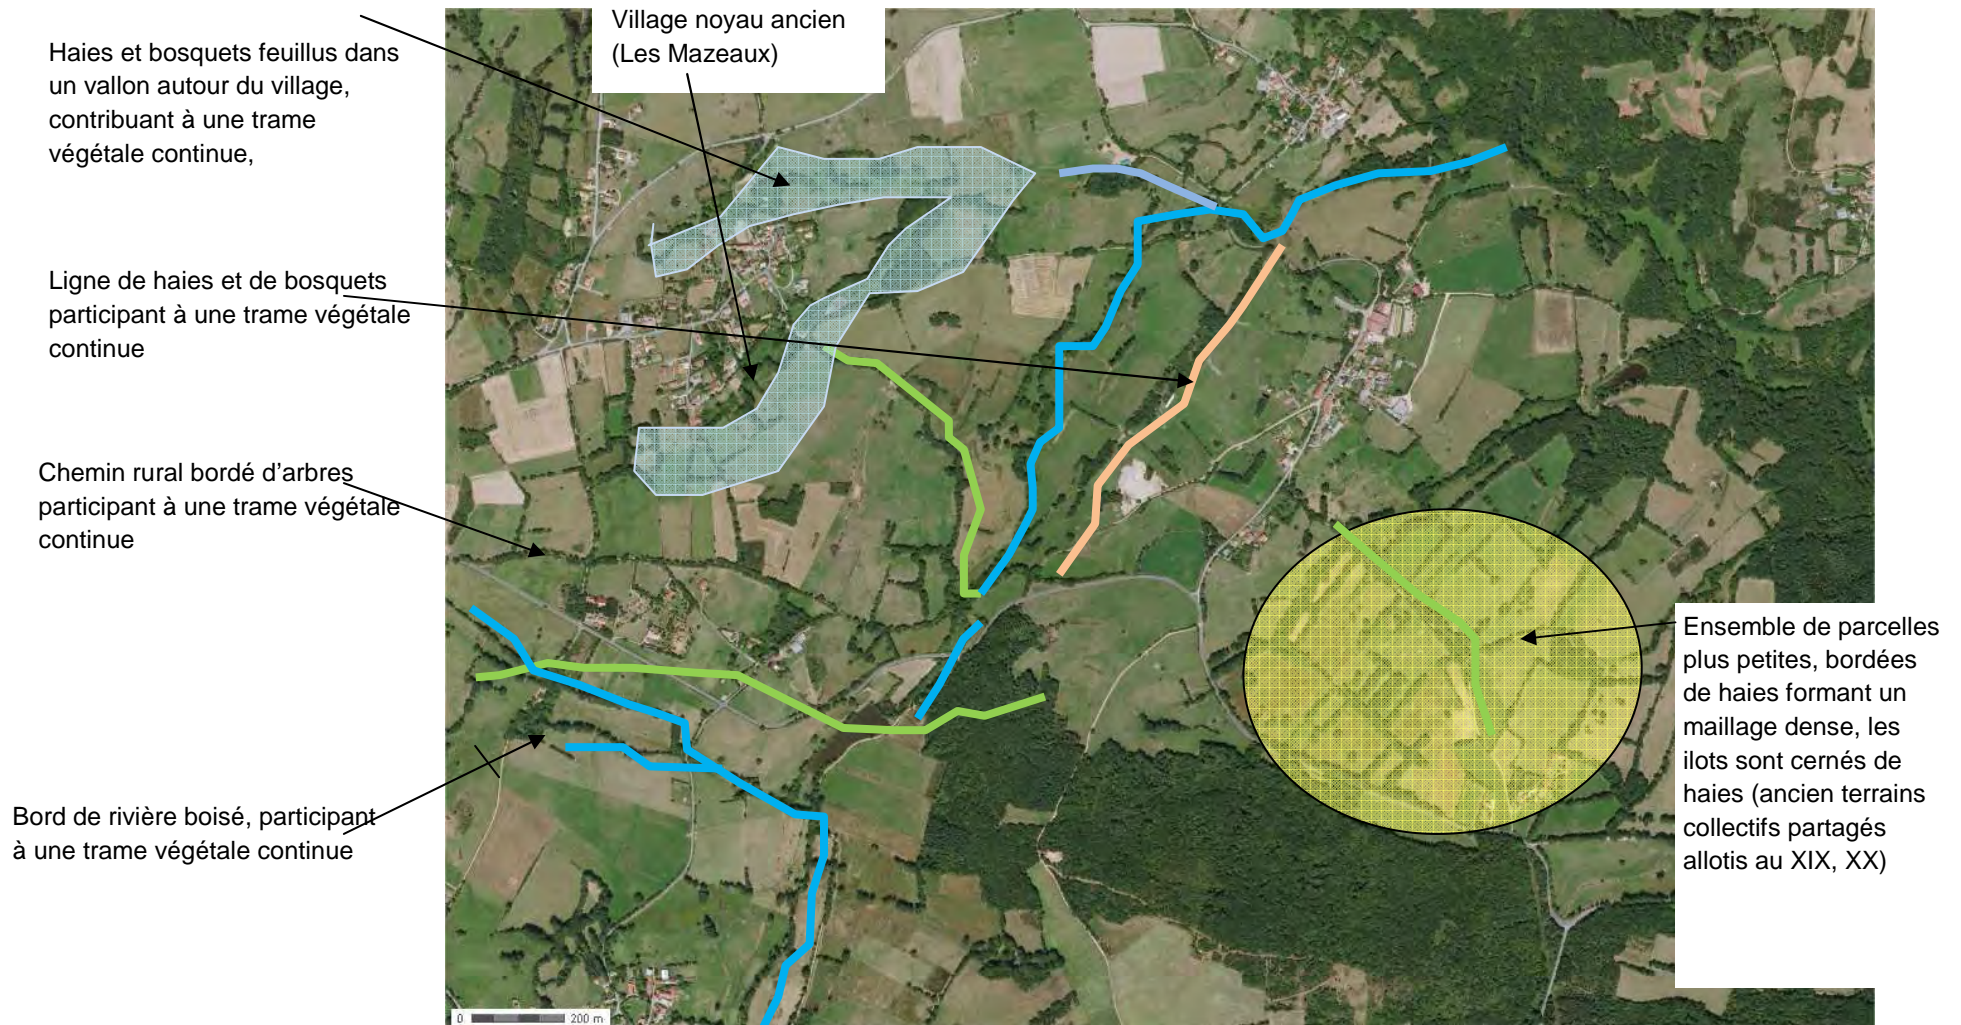 Village noyau ancien
(Les Mazeaux)
Haies et bosquets feuillus dans
un vallon autour du village,
contribuant à une trame
végétale continue,
Ligne de haies et de bosquets
participant à une trame végétale
continue
Chemin rural bordé d’arbres
participant à une trame végétale
continue
Bord de rivière boisé, participant
à une trame végétale continue
Ensemble de parcelles
plus petites, bordées
de haies formant un
maillage dense, les
ilots sont cernés de
haies (ancien terrains
collectifs partagés
allotis au XIX, XX)
0 200 m